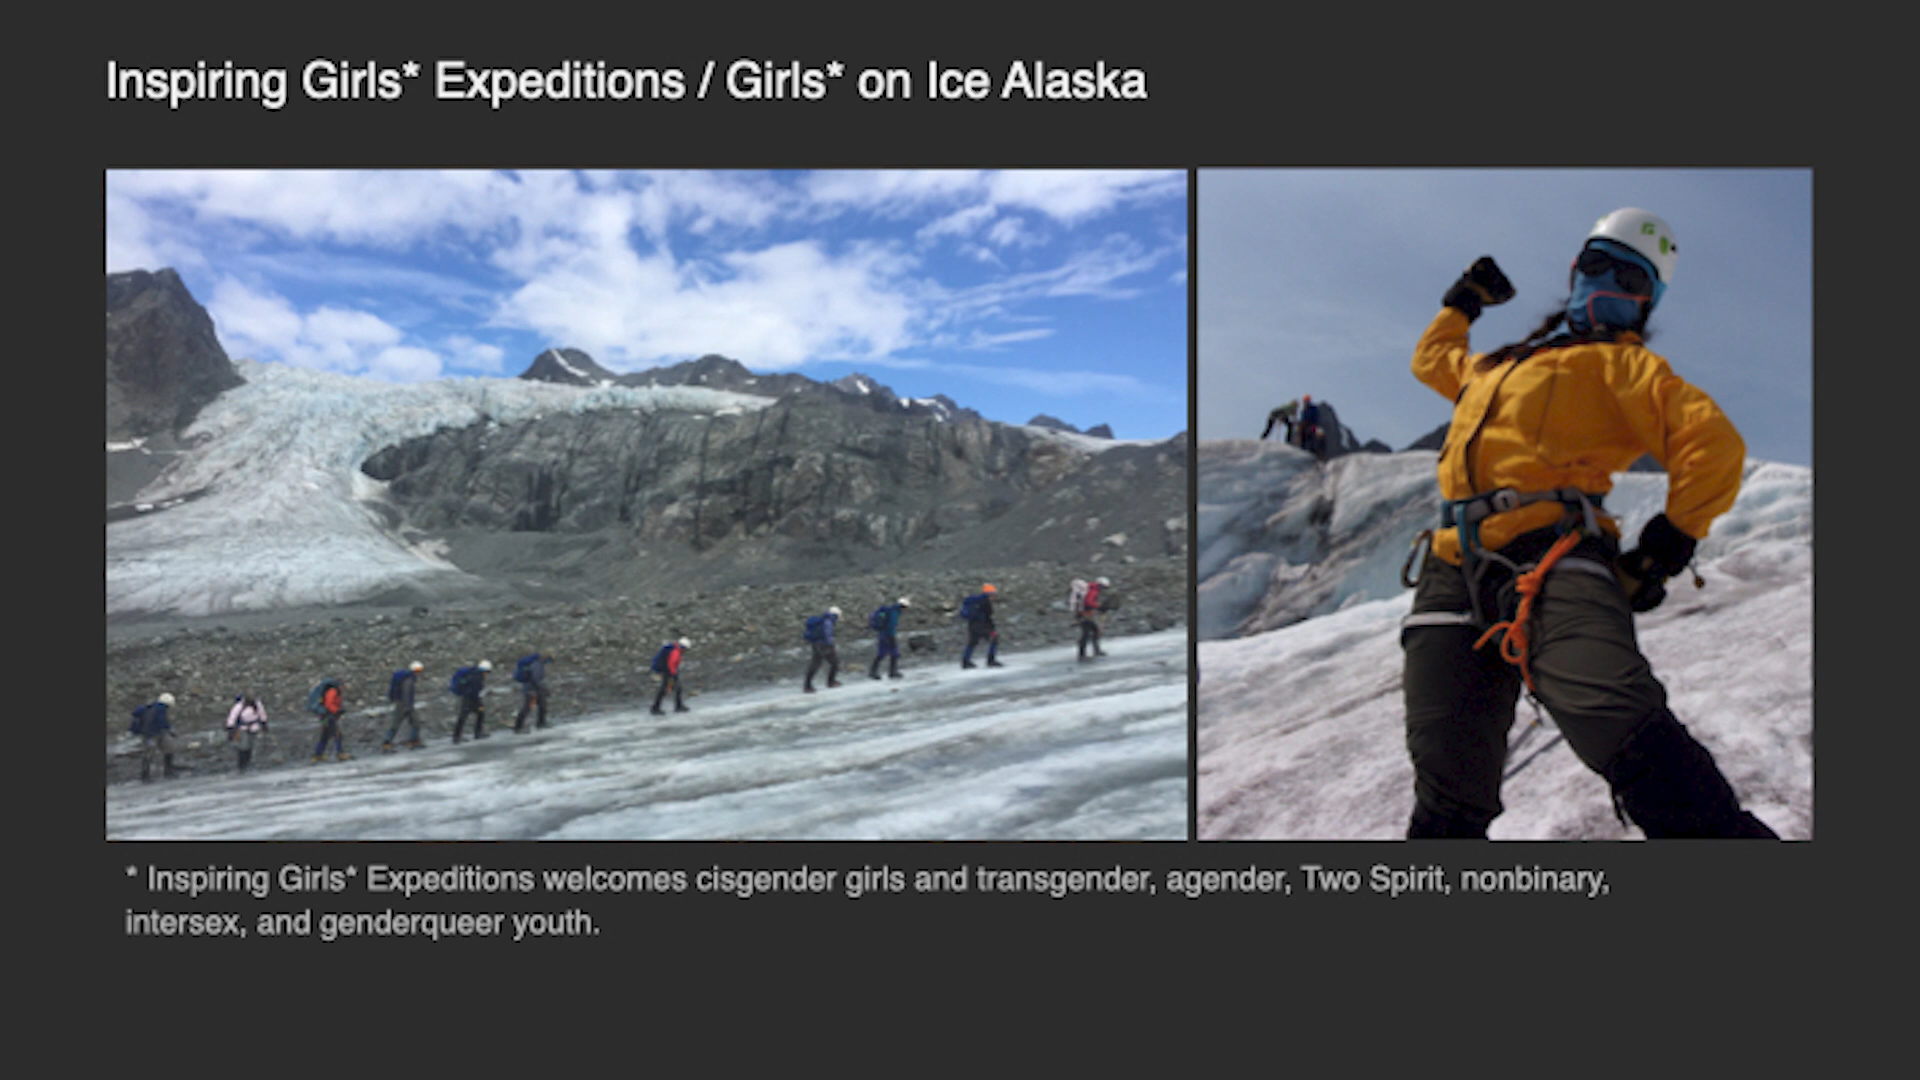 Inspiring Girls* Expeditions / Girls* on Ice Alaska
* Inspiring Girls* Expeditions welcomes cisgender girls and transgender, agender, Two Spirit, nonbinary,
intersex, and genderqueer youth.